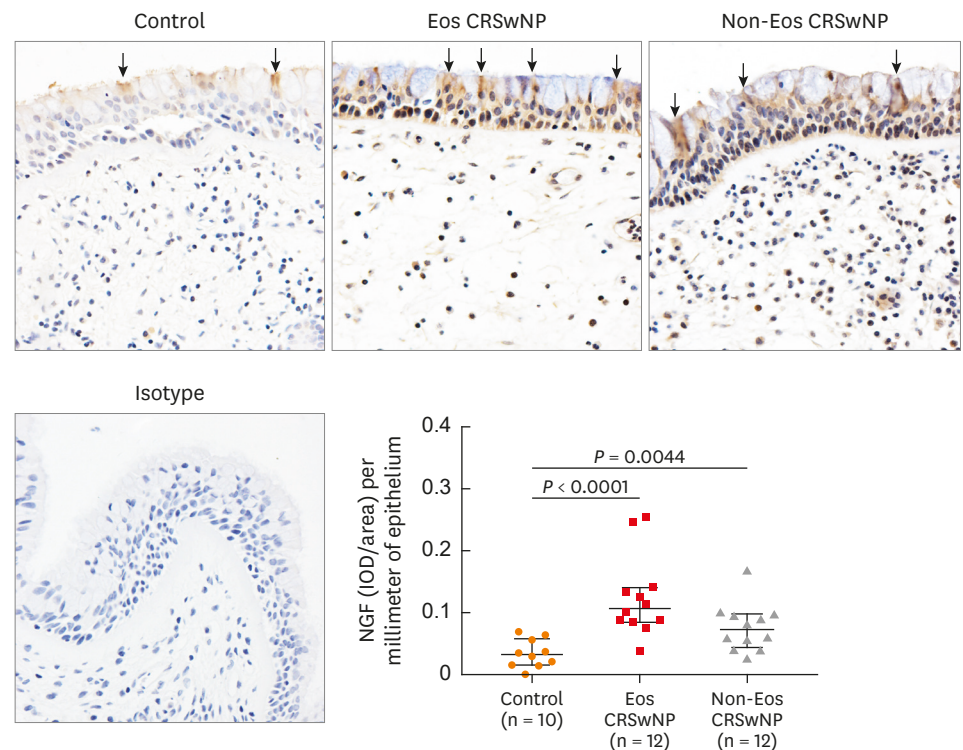 Control
Eos CRSwNP
Non-Eos CRSwNP
Isotype
NGF (IOD/area) per
millimeter of epithelium
0.4
0.3
0.2
0.1
0
P = 0.0044
P < 0.0001
Control
(n = 10)
Eos
CRSwNP
(n = 12)
Non-Eos
CRSwNP
(n = 12)